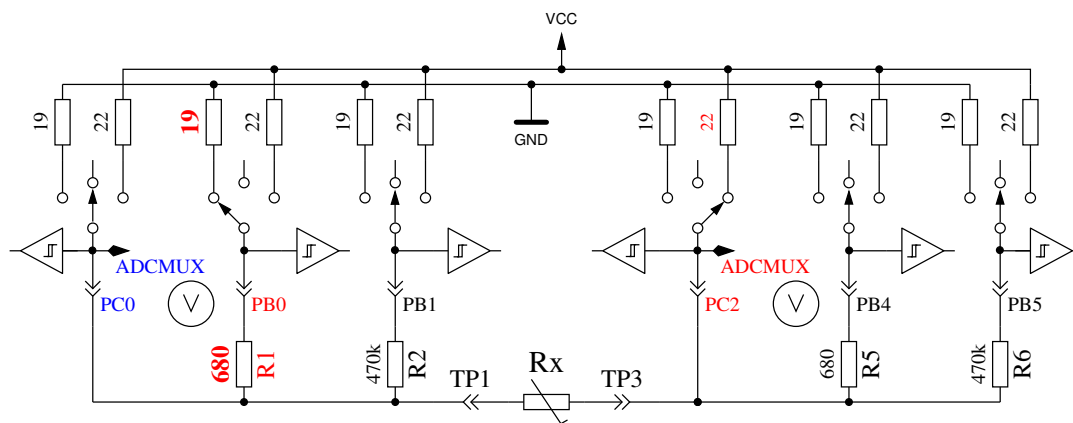 VCC
19
22
19
22
19
22
GND
19
22
19
22
19
22
ADCMUX
ADCMUX
PC0
V
PB0
PB1
PC2
V
PB4
PB5
680
R1
470k
R2
TP1
Rx
TP3
680
R5
470k
R6